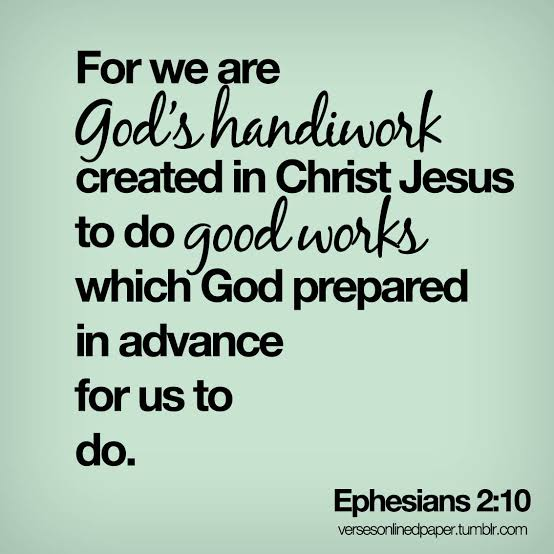 For we are
God's handiwork
created in Christ Jesus
to do good works
which God prepared
in advance
for us to
do.
Ephesians 2:10
versesonlinedpaper.tumblr.com